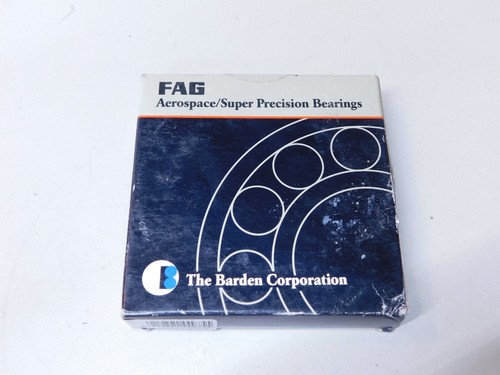 FAG
Aerospace/Super Precision Bearings
The Barden Corporation